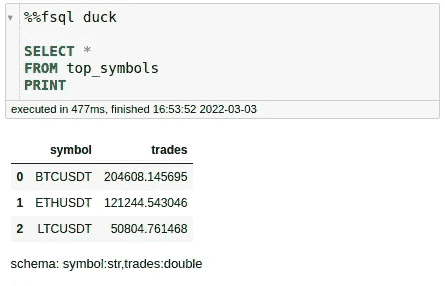 %%fsql duck
SELECT *
FROM top_symbols
PRINT
executed in 477ms, finished 16:53:52 2022-03-03
symbol trades
0 BTCUSDT 204608.145695
1 ETHUSDT 121244.543046
2 LTCUSDT 50804.761468
schema: symbol:str,trades:double